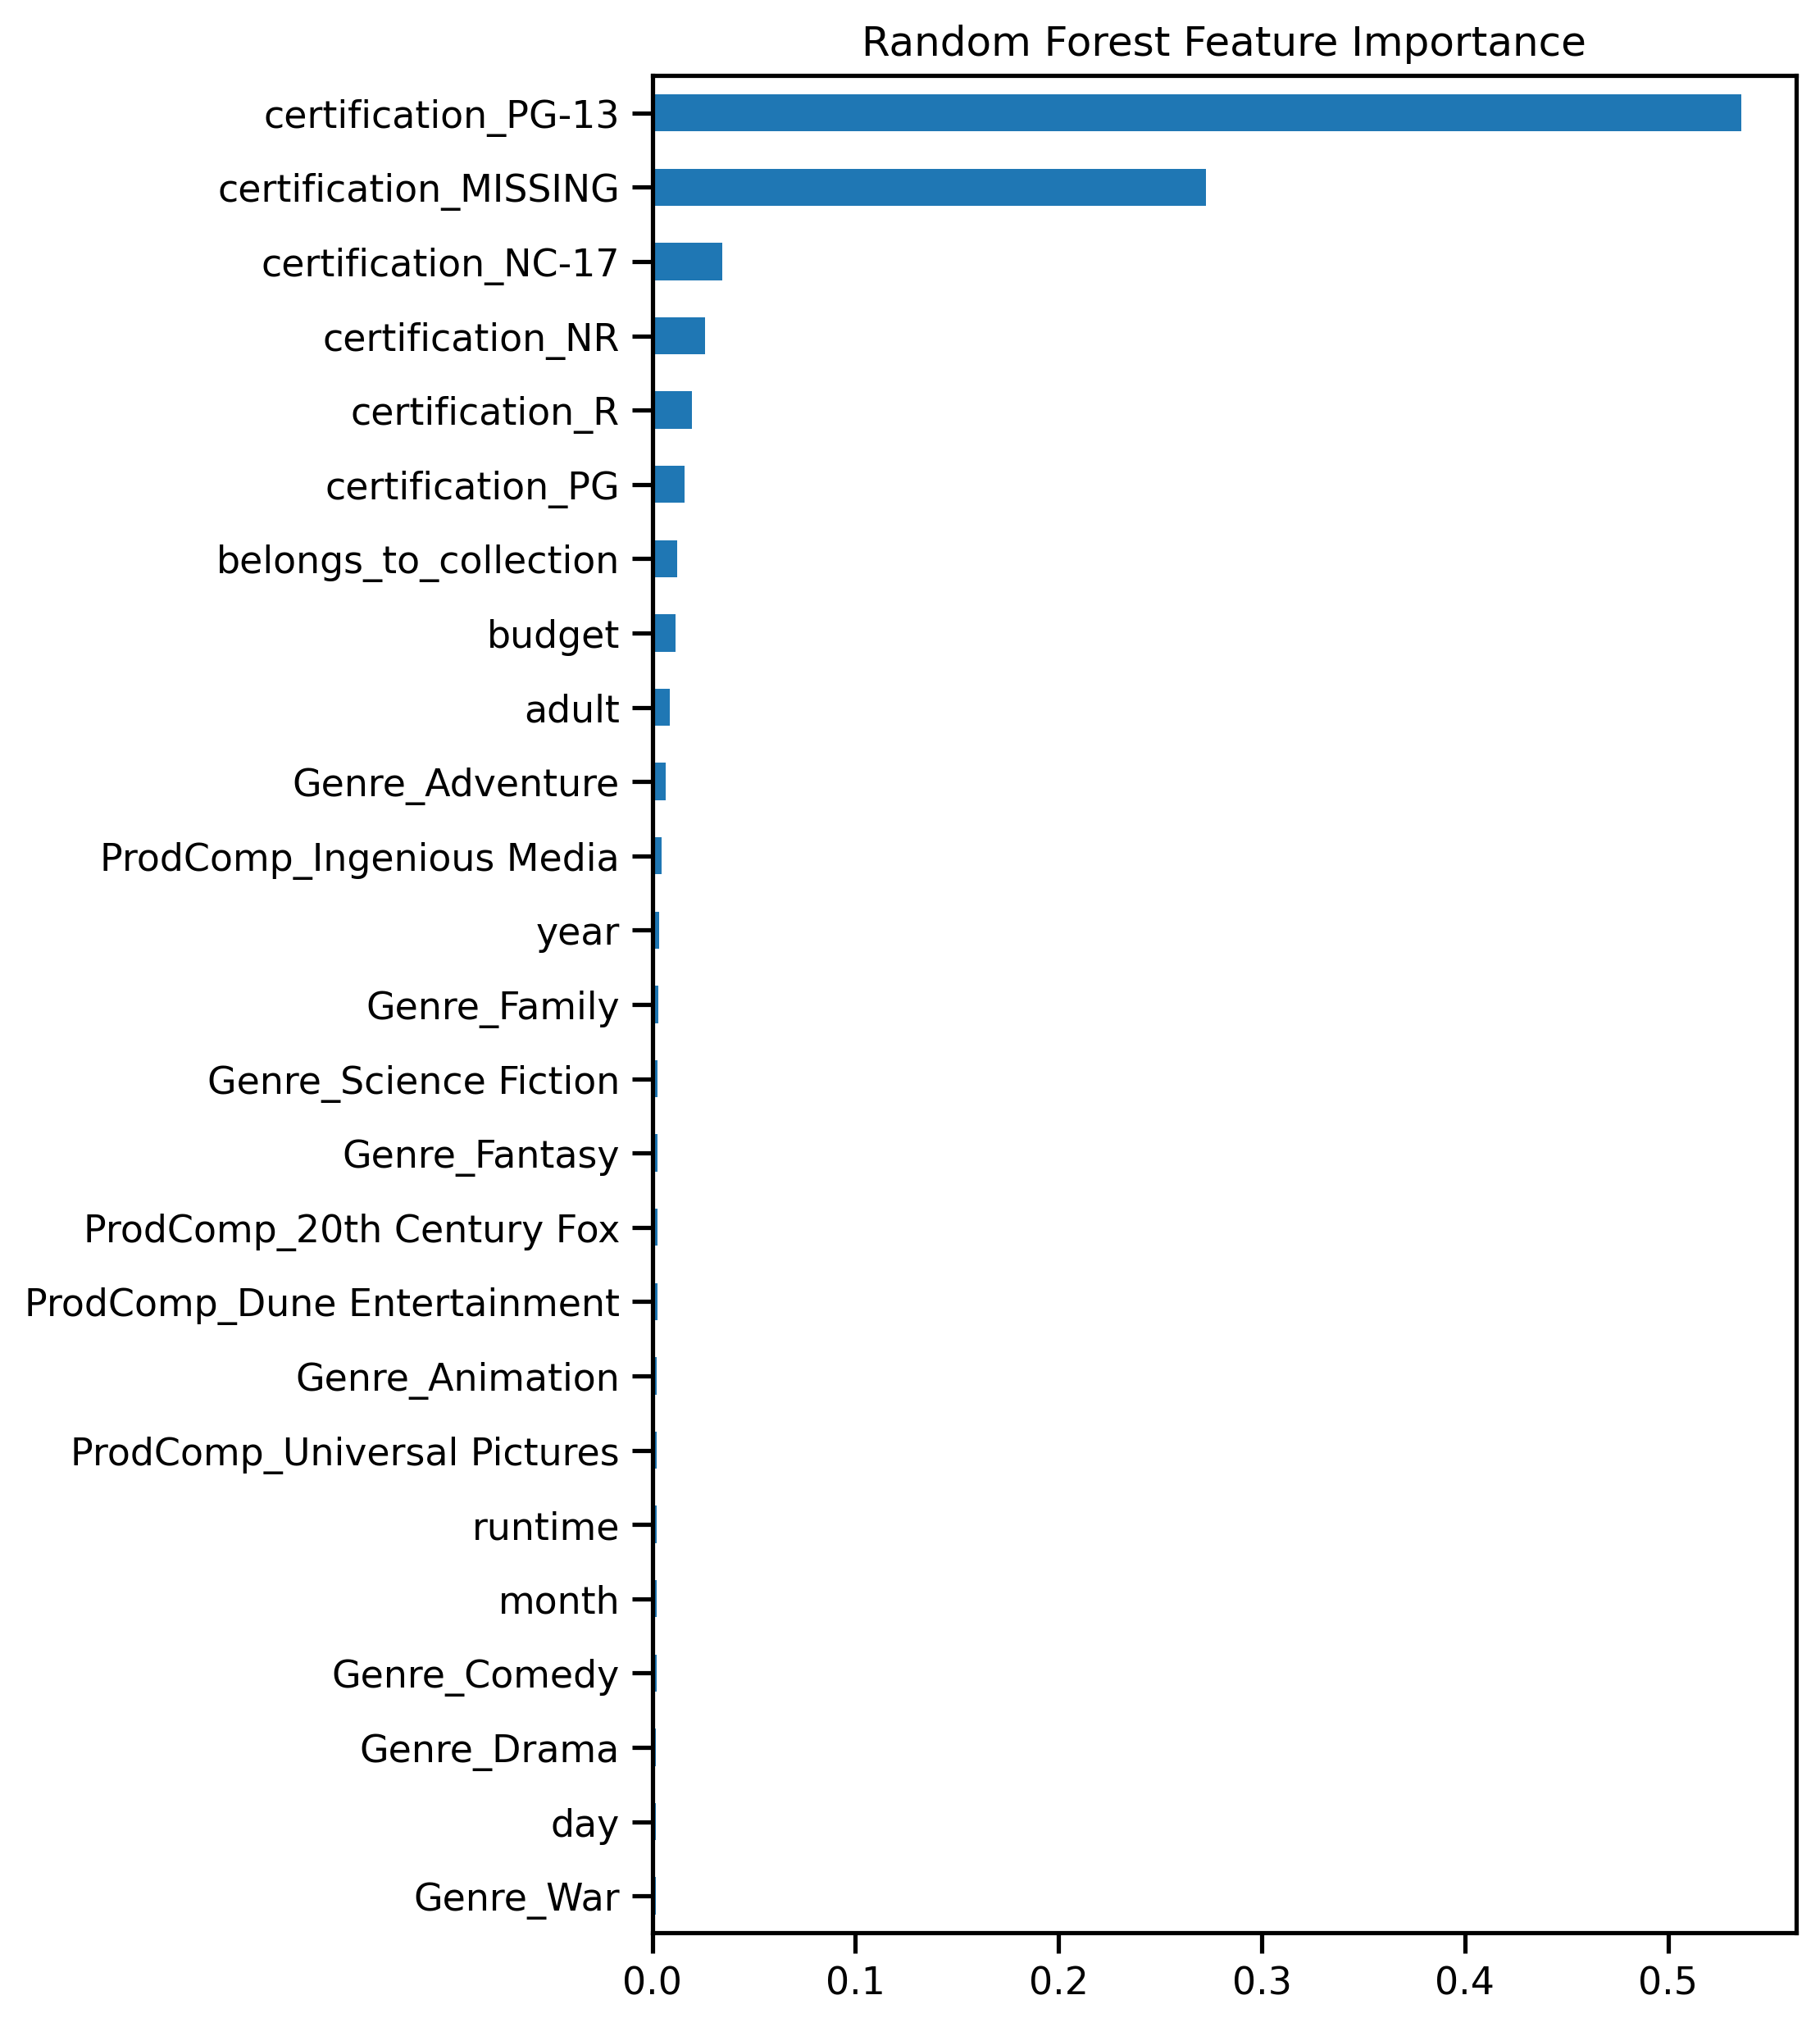 Random Forest Feature Importance
certification_PG-13
certification_MISSING
certification_NC-17
certification_NR
certification_R
certification_PG
belongs_to_collection
budget
adult
Genre_Adventure
ProdComp_Ingenious Media
year
Genre_Family
Genre_Science Fiction
Genre_Fantasy
ProdComp_20th Century Fox
ProdComp_Dune Entertainment
Genre_Animation
ProdComp_Universal Pictures
runtime
month
Genre_Comedy
Genre_Drama
day
Genre_War
0.0 0.1 0.2 0.3 0.4 0.5